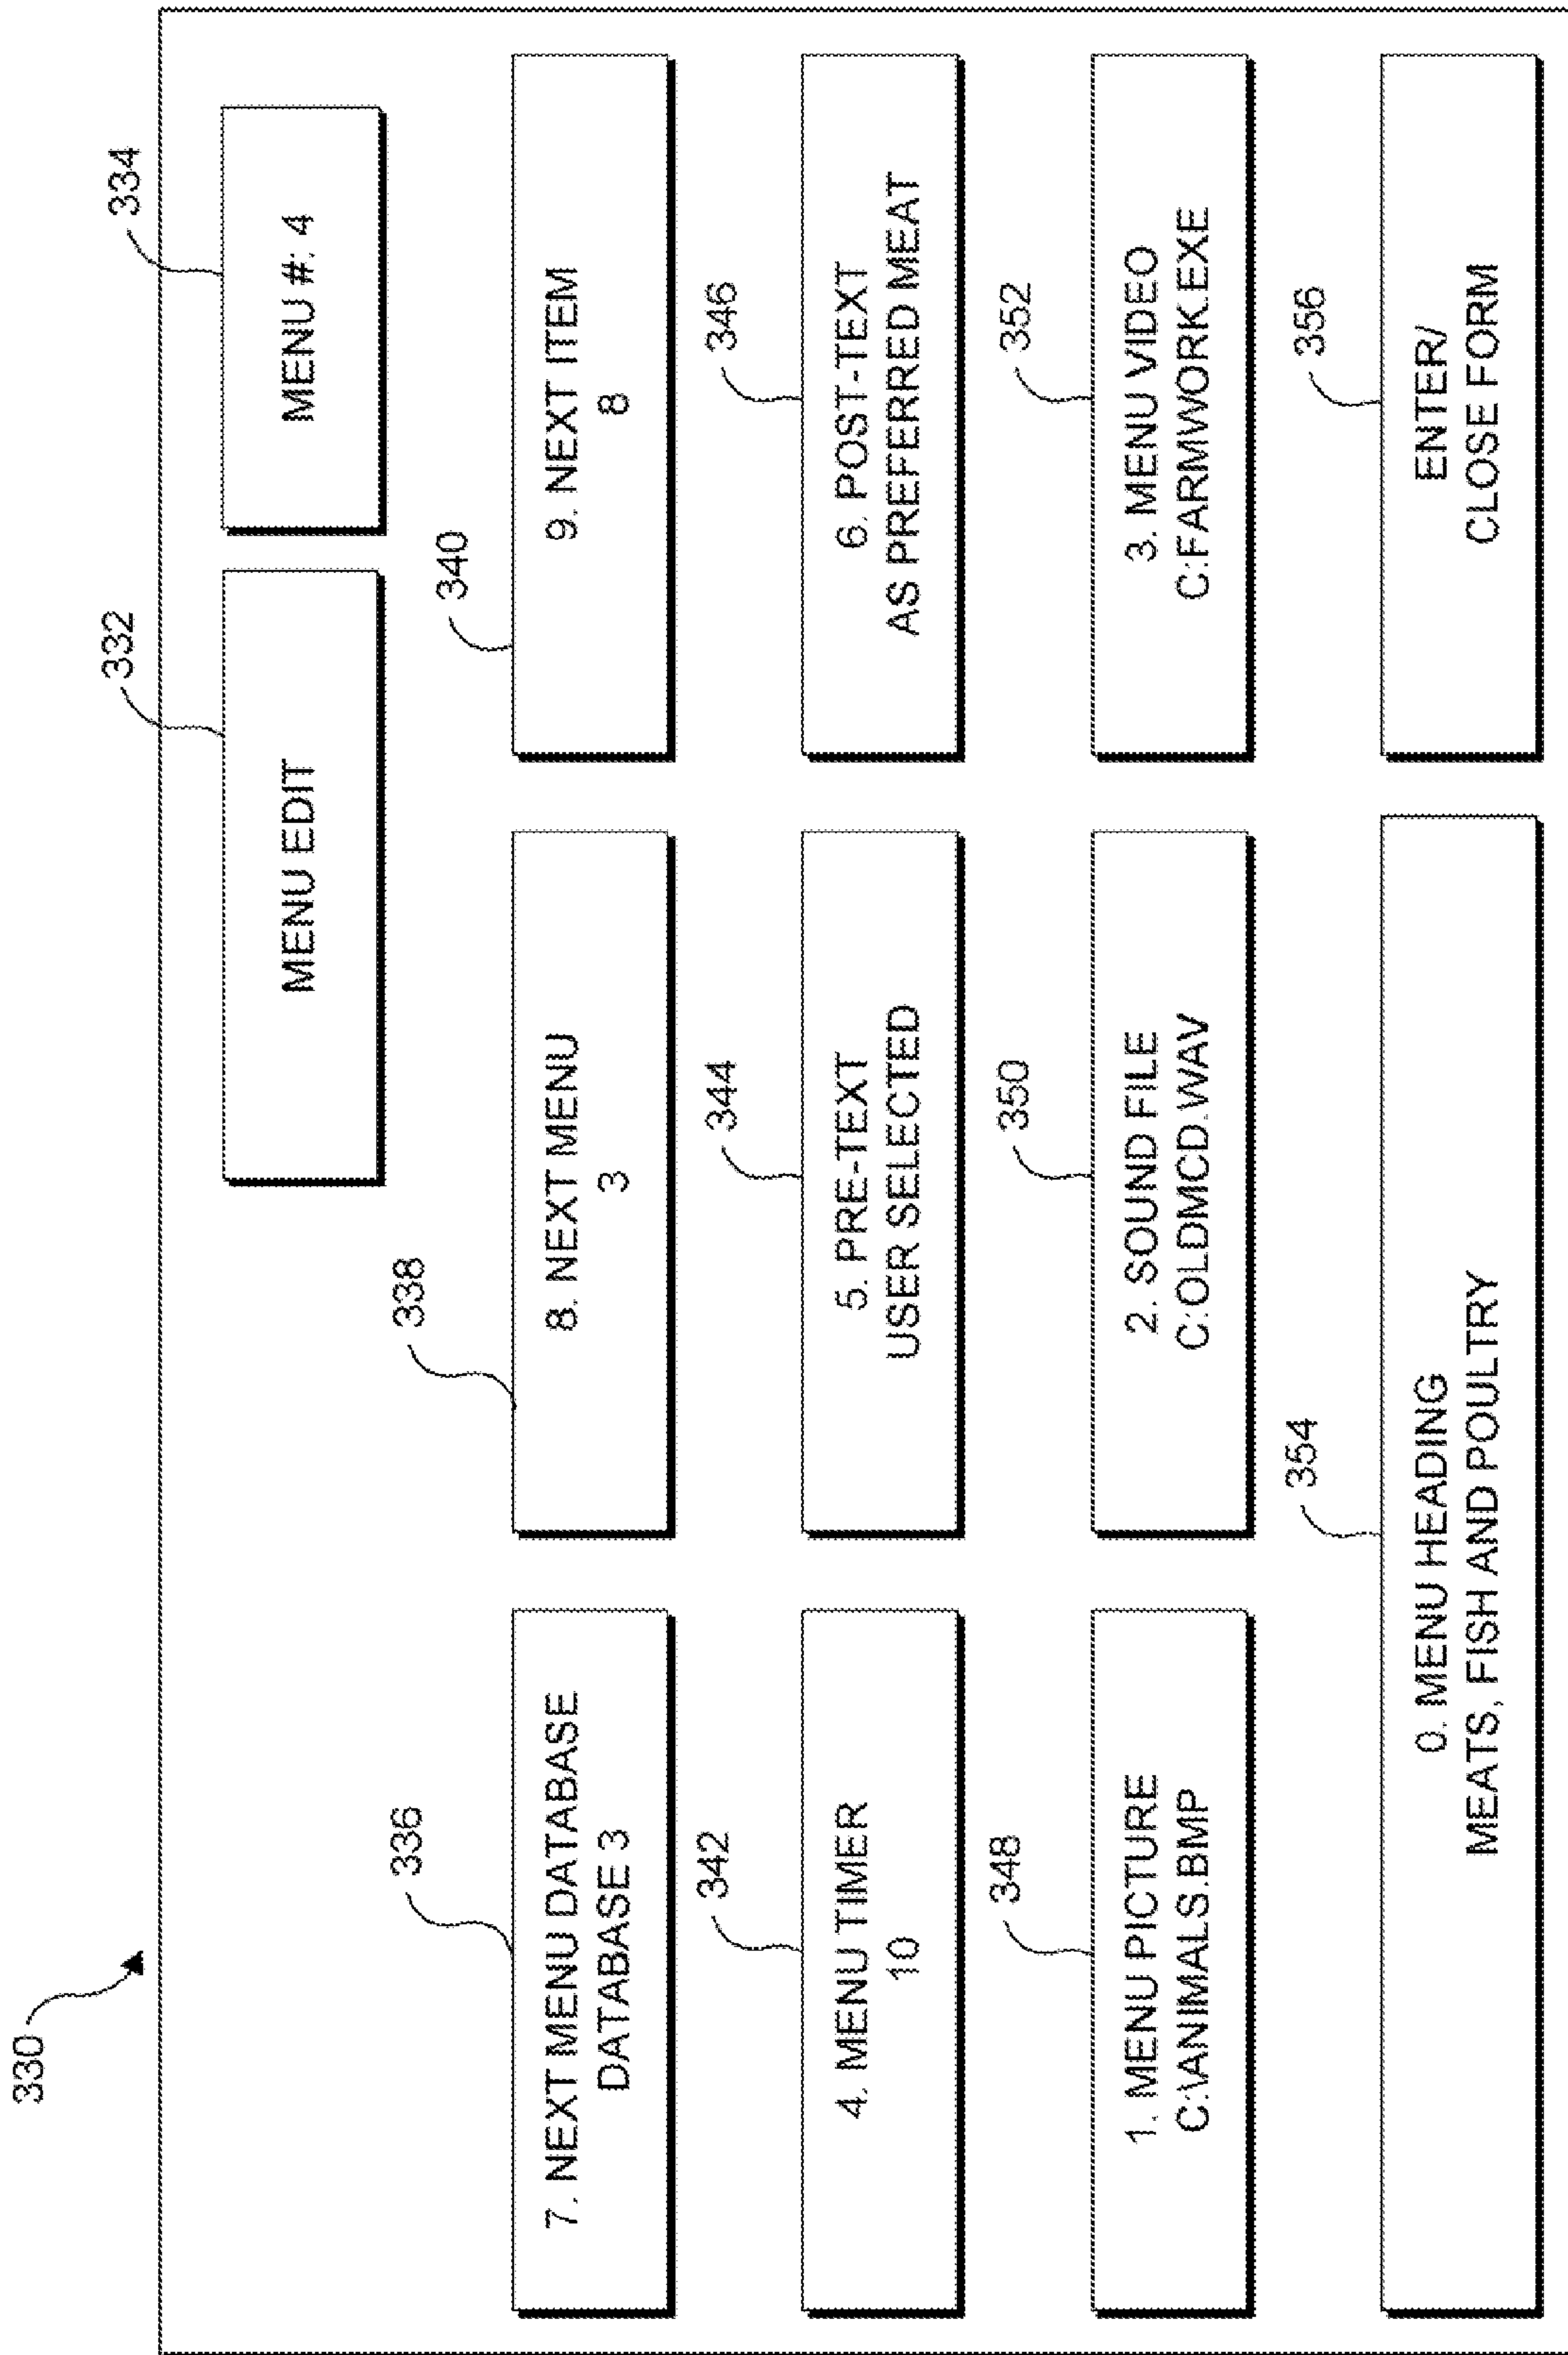 330
332
334
MENU EDIT
MENU #: 4
336
338
340
7. NEXT MENU DATABASE
DATABASE 3
8. NEXT MENU
3
9. NEXT ITEM
8
342
344
346
4. MENU TIMER
10
5. PRE-TEXT
USER SELECTED
6. POST-TEXT
AS PREFERRED MEAT
348
350
352
1. MENU PICTURE
C:\ANIMALS.BMP
2. SOUND FILE
C:OLDMCD.WAV
3. MENU VIDEO
C:FARMWORK.EXE
354
356
0. MENU HEADING
MEATS, FISH AND POULTRY
ENTER/
CLOSE FORM